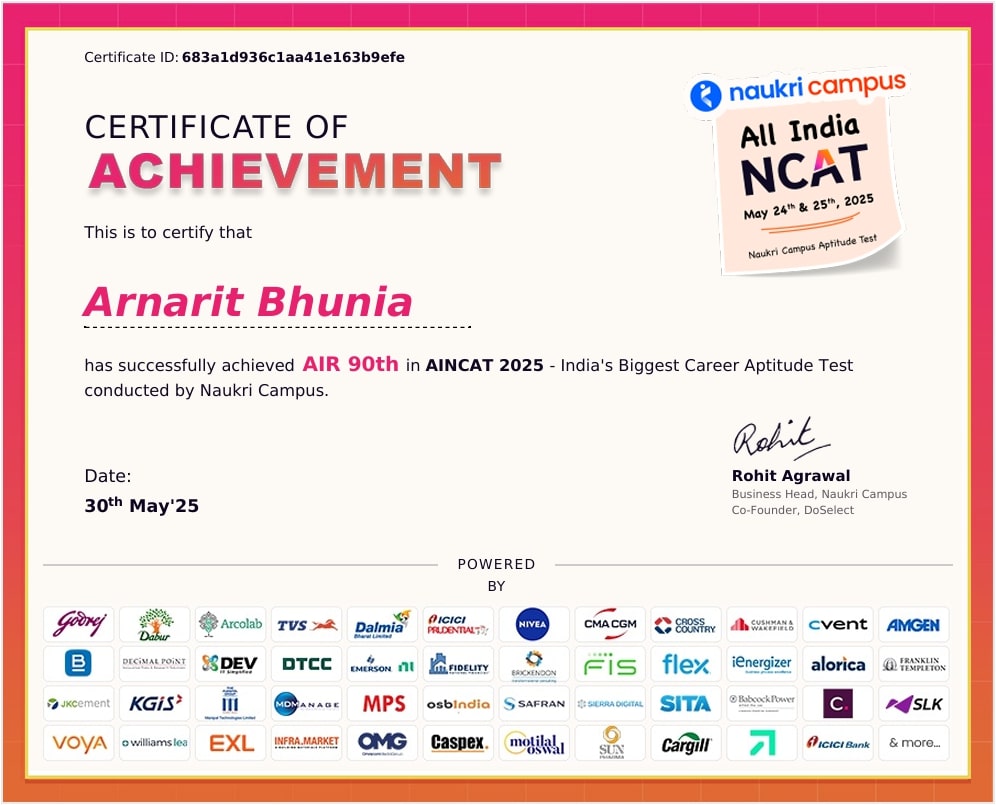 Certificate ID: 683a1d936c1aa41e163b9efe
naukri campus
All India
NCAT
May 24th & 25th, 2025
Naukri Campus Aptitude Test
CERTIFICATE OF
ACHIEVEMENT
This is to certify that
Arnarit Bhunia
has successfully achieved AIR 90th in AINCAT 2025 - India's Biggest Career Aptitude Test
conducted by Naukri Campus.
Rohit
Date:
30th May'25
Rohit Agrawal
Business Head, Naukri Campus
Co-Founder, DoSelect
POWERED
BY
Godrej
Dabur
Arcolab
TVS
Dalmia
Bharat Limited
ICICI
PRUDENTIAL
NIVEA
CMA CGM
CROSS
COUNTRY
CUSHMAN &
WAKEFIELD
cvent
AMGEN
B
DECIMAL POINT
DEV
IT Simplified
DTCC
EMERSON
FIDELITY
BRICKENDON
FIS
flex
iEnergizer
alorica
FRANKLIN
TEMPLETON
JKcement
KGiS
Manipal Technologies Limited
MDMANAGE
MPS
osbIndia
SAFRAN
SIERRA DIGITAL
SITA
Babcock Power
C.
SLK
VOYA
williams lea
EXL
INFRA.MARKET
OMG
Caspex.
motilal
oswal
SUN
PHARMA
Cargill
ICICI Bank
& more...